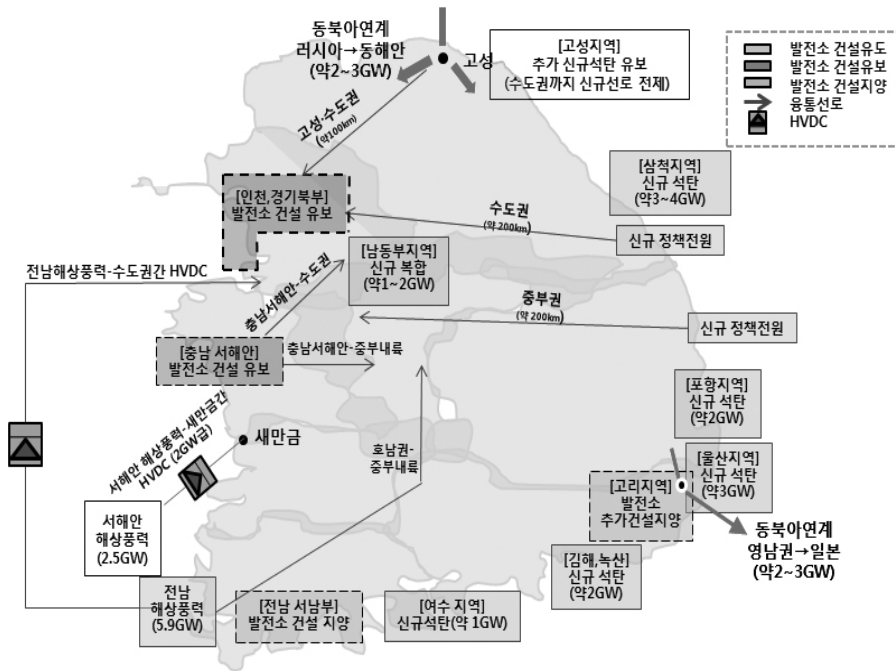 동북아연계
러시아→동해안
(약2~3GW)
고성
[고성지역]
추가 신규석탄 유보
(수도권까지 신규선로 전제)
발전소 건설유도
발전소 건설유보
발전소 건설지양
융통선로
HVDC
고성-수도권
(약100km)
[삼척지역]
신규 석탄
(약3~4GW)
[인천,경기북부]
발전소 건설 유보
수도권
(약 200km)
신규 정책전원
[남동부지역]
신규 복합
(약1~2GW)
전남해상풍력-수도권간 HVDC
충남서해안-수도권
중부권
(약 200km)
신규 정책전원
[충남 서해안]
발전소 건설 유보
충남서해안-중부내륙
[포항지역]
신규 석탄
(약2GW)
서해안 해상풍력-새만금간
HVDC (2GW급)
새만금
호남권-
중부내륙
[울산지역]
신규 석탄
(약3GW)
[고리지역]
발전소
추가건설지양
서해안
해상풍력
(2.5GW)
동북아연계
영남권→일본
(약2~3GW)
[김해,녹산]
신규 석탄
(약2GW)
전남
해상풍력
(5.9GW)
[전남 서남부]
발전소 건설 지양
[여수 지역]
신규석탄(약 1GW)